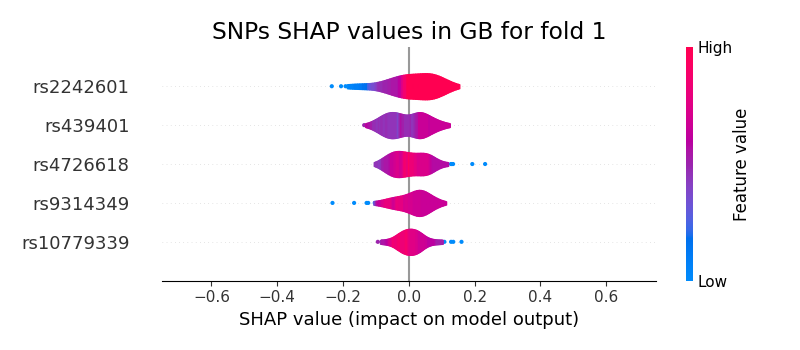 SNPs SHAP values in GB for fold 1
rs2242601
rs439401
rs4726618
rs9314349
rs10779339
−0.6 −0.4 −0.2 0.0 0.2 0.4 0.6
SHAP value (impact on model output)
High
Feature value
Low